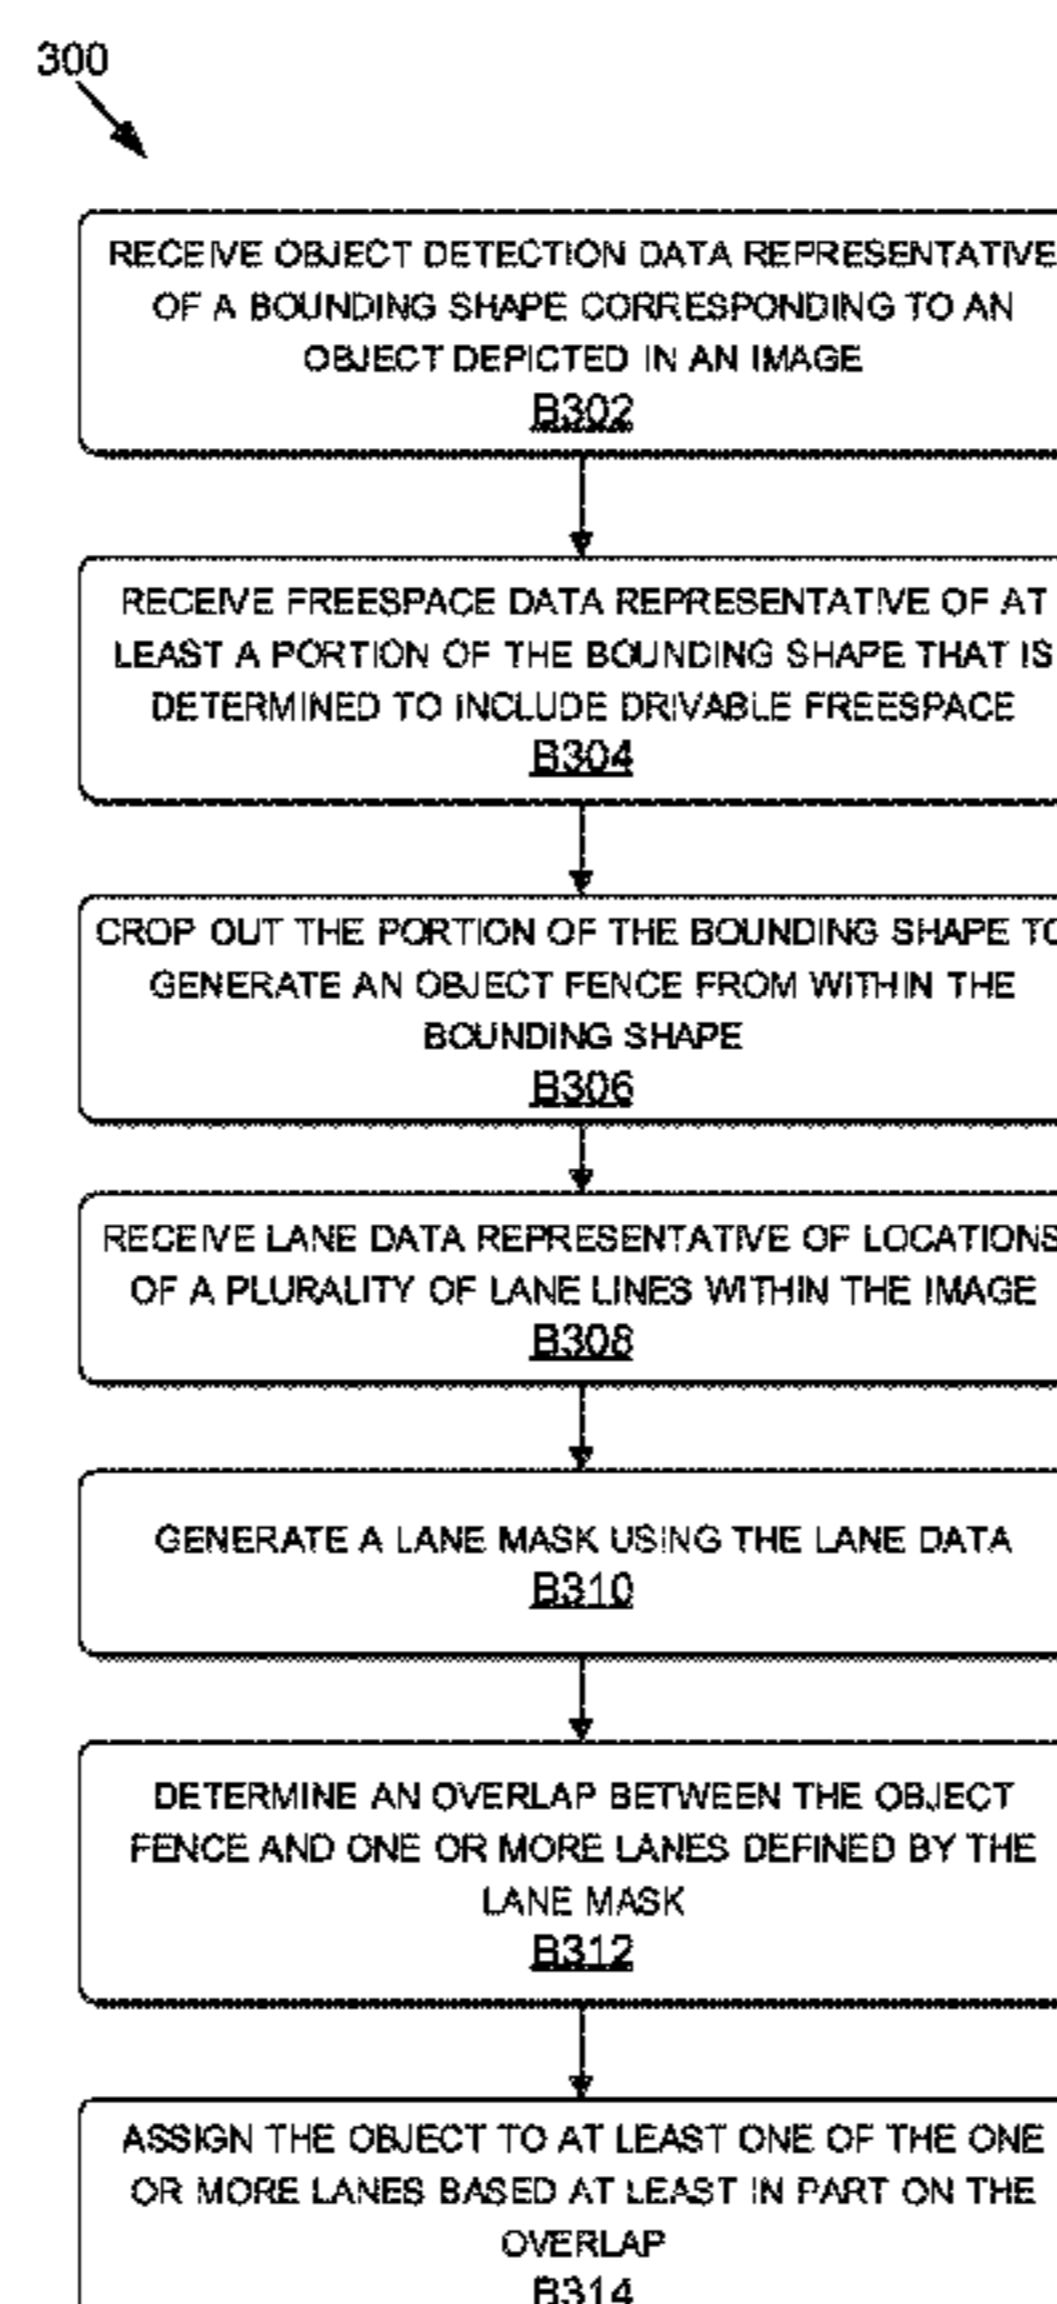 300
RECEIVE OBJECT DETECTION DATA REPRESENTATIVE
OF A BOUNDING SHAPE CORRESPONDING TO AN
OBJECT DEPICTED IN AN IMAGE
B302
RECEIVE FREESPACE DATA REPRESENTATIVE OF AT
LEAST A PORTION OF THE BOUNDING SHAPE THAT IS
DETERMINED TO INCLUDE DRIVABLE FREESPACE
B304
CROP OUT THE PORTION OF THE BOUNDING SHAPE TO
GENERATE AN OBJECT FENCE FROM WITHIN THE
BOUNDING SHAPE
B306
RECEIVE LANE DATA REPRESENTATIVE OF LOCATIONS
OF A PLURALITY OF LANE LINES WITHIN THE IMAGE
B308
GENERATE A LANE MASK USING THE LANE DATA
B310
DETERMINE AN OVERLAP BETWEEN THE OBJECT
FENCE AND ONE OR MORE LANES DEFINED BY THE
LANE MASK
B312
ASSIGN THE OBJECT TO AT LEAST ONE OF THE ONE
OR MORE LANES BASED AT LEAST IN PART ON THE
OVERLAP
B314